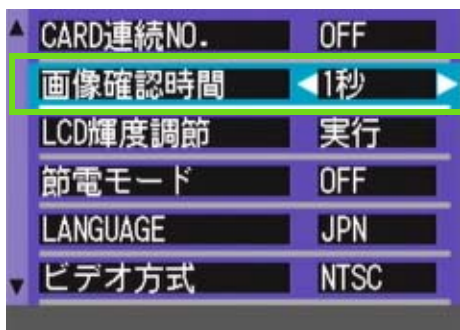 CARD連続NO. OFF
画像確認時間 1秒
LCD輝度調節 実行
節電モード OFF
LANGUAGE JPN
ビデオ方式 NTSC